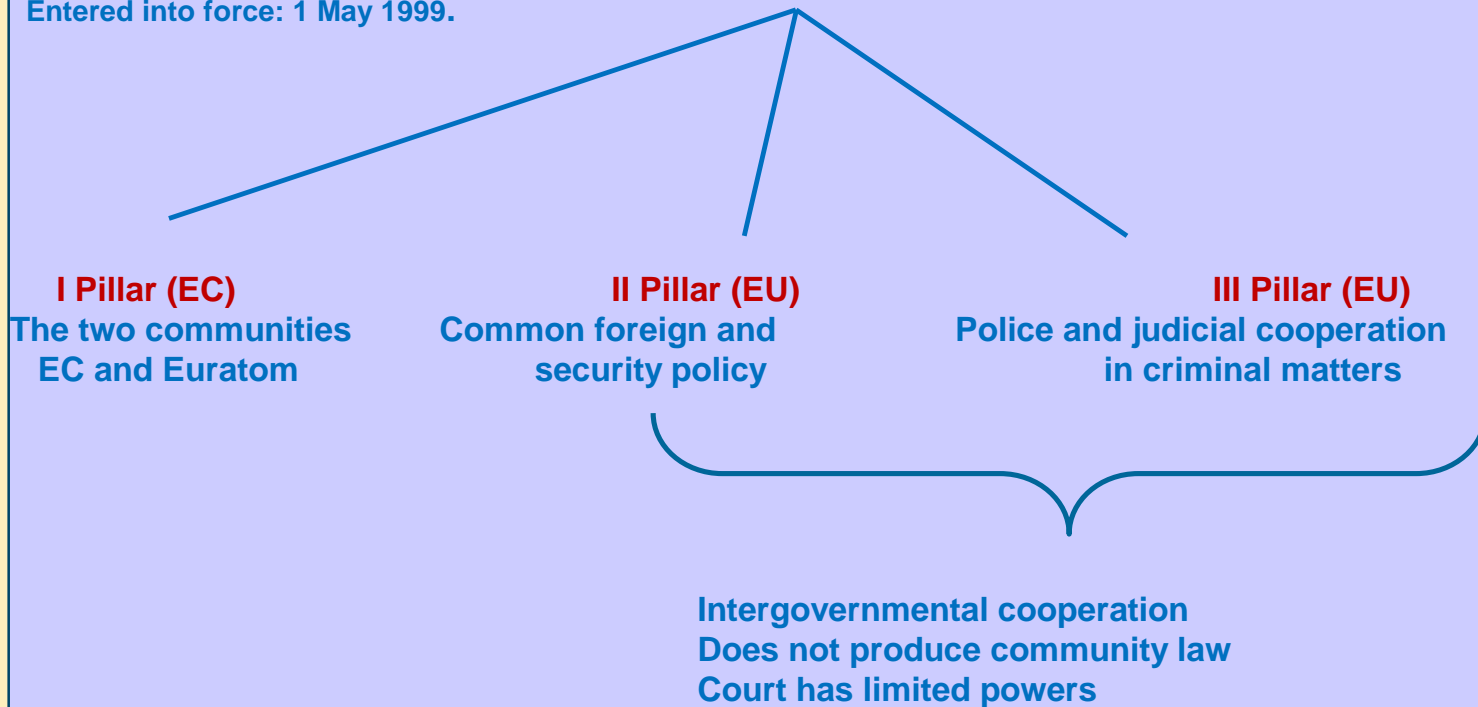 Entered into force: 1 May 1999.
I Pillar (EC)
The two communities
EC and Euratom
II Pillar (EU)
Common foreign and
security policy
III Pillar (EU)
Police and judicial cooperation
in criminal matters
Intergovernmental cooperation
Does not produce community law
Court has limited powers